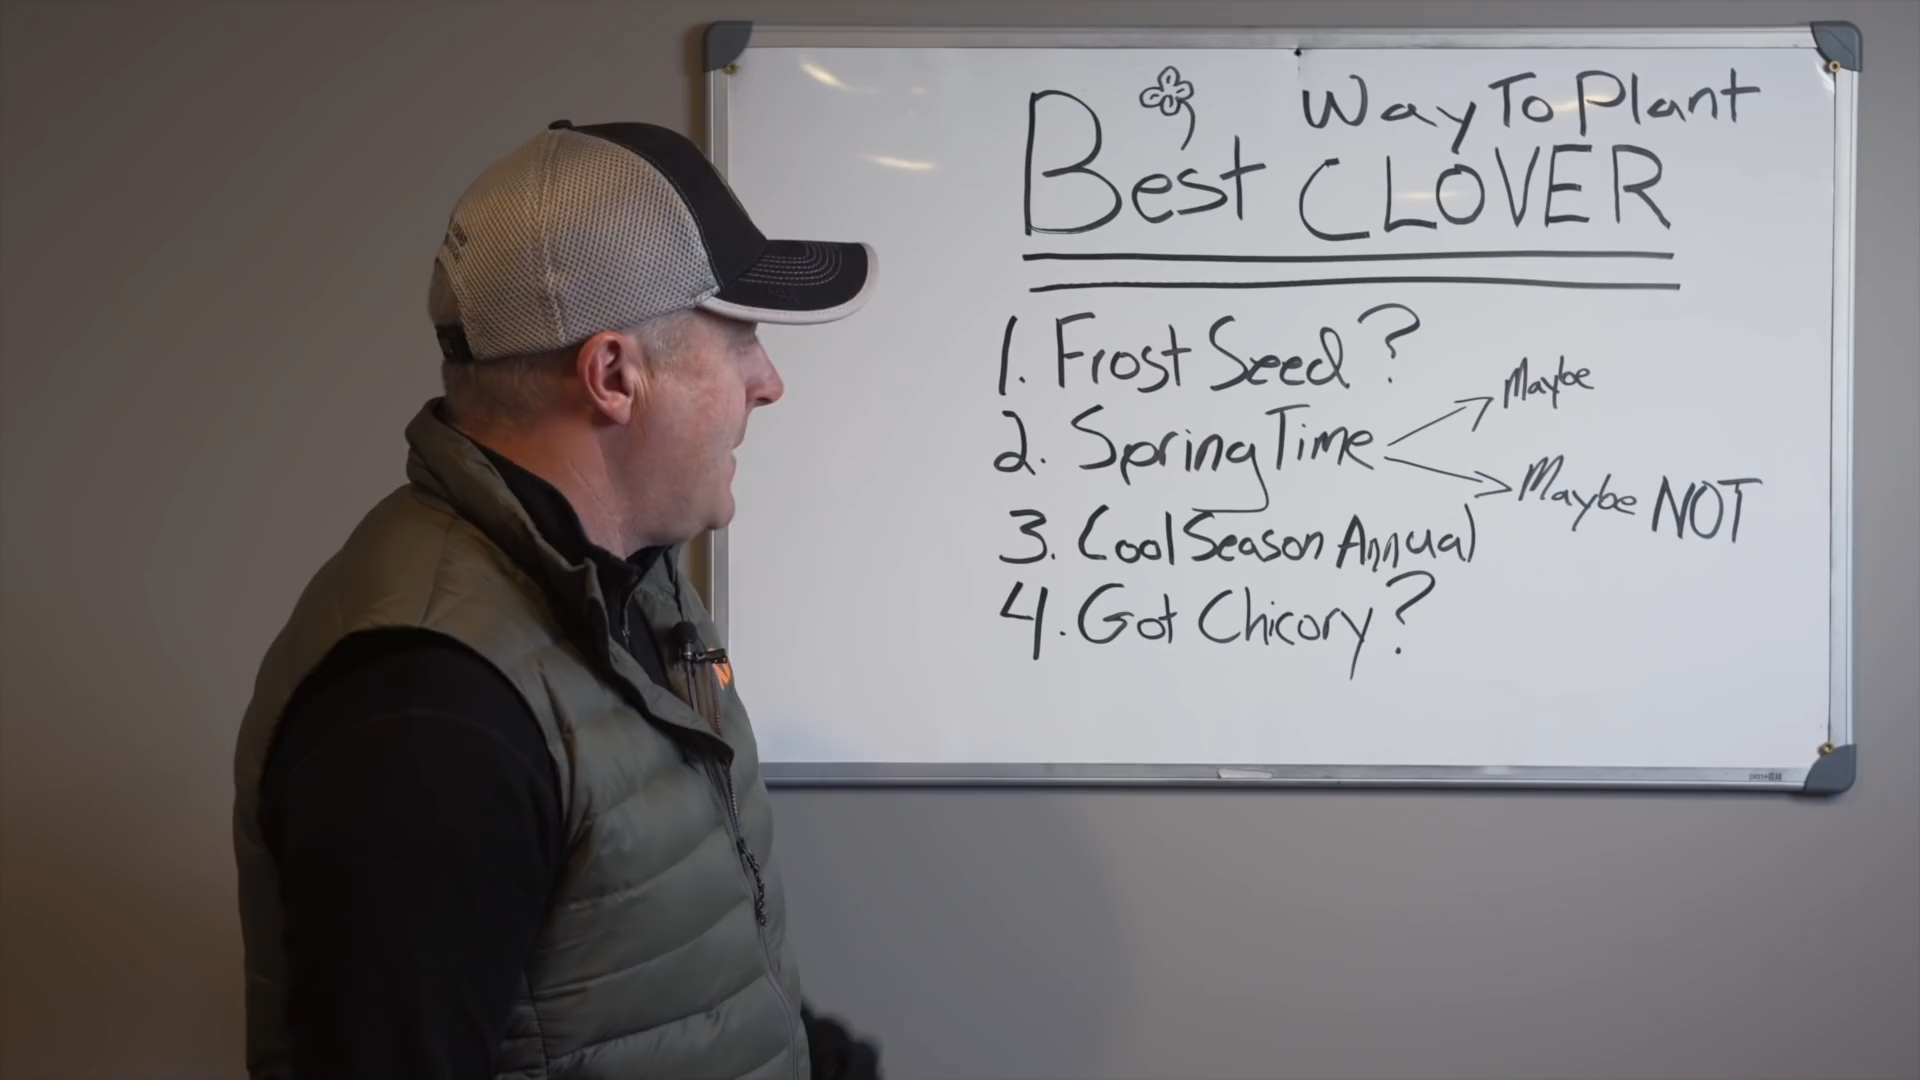 Way To Plant
Best CLOVER
1. Frost Seed?
2. Spring Time
Maybe
Maybe NOT
3. Cool Season Annual
4. Got Chicory?